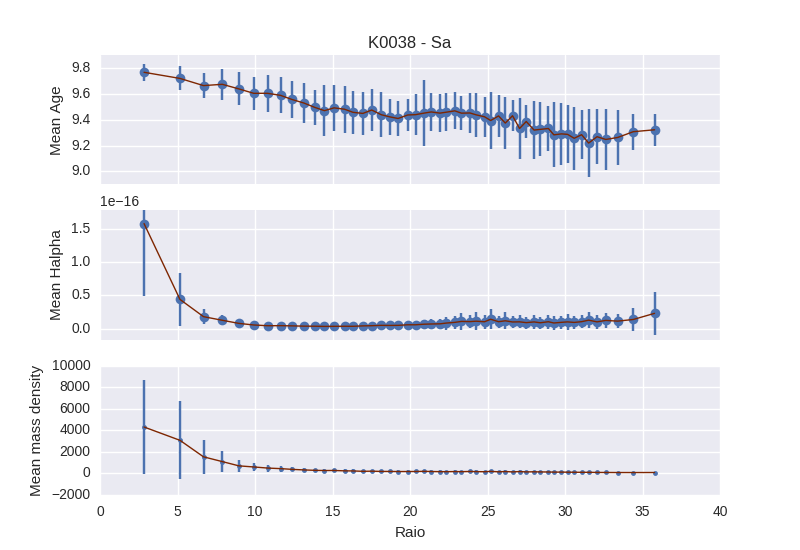 K0038 - Sa
9.8
9.6
9.4
9.2
9.0
Mean Age
1e−16
1.5
1.0
0.5
0.0
Mean Halpha
10000
8000
6000
4000
2000
0
−2000
Mean mass density
0 5 10 15 20 25 30 35 40
Raio